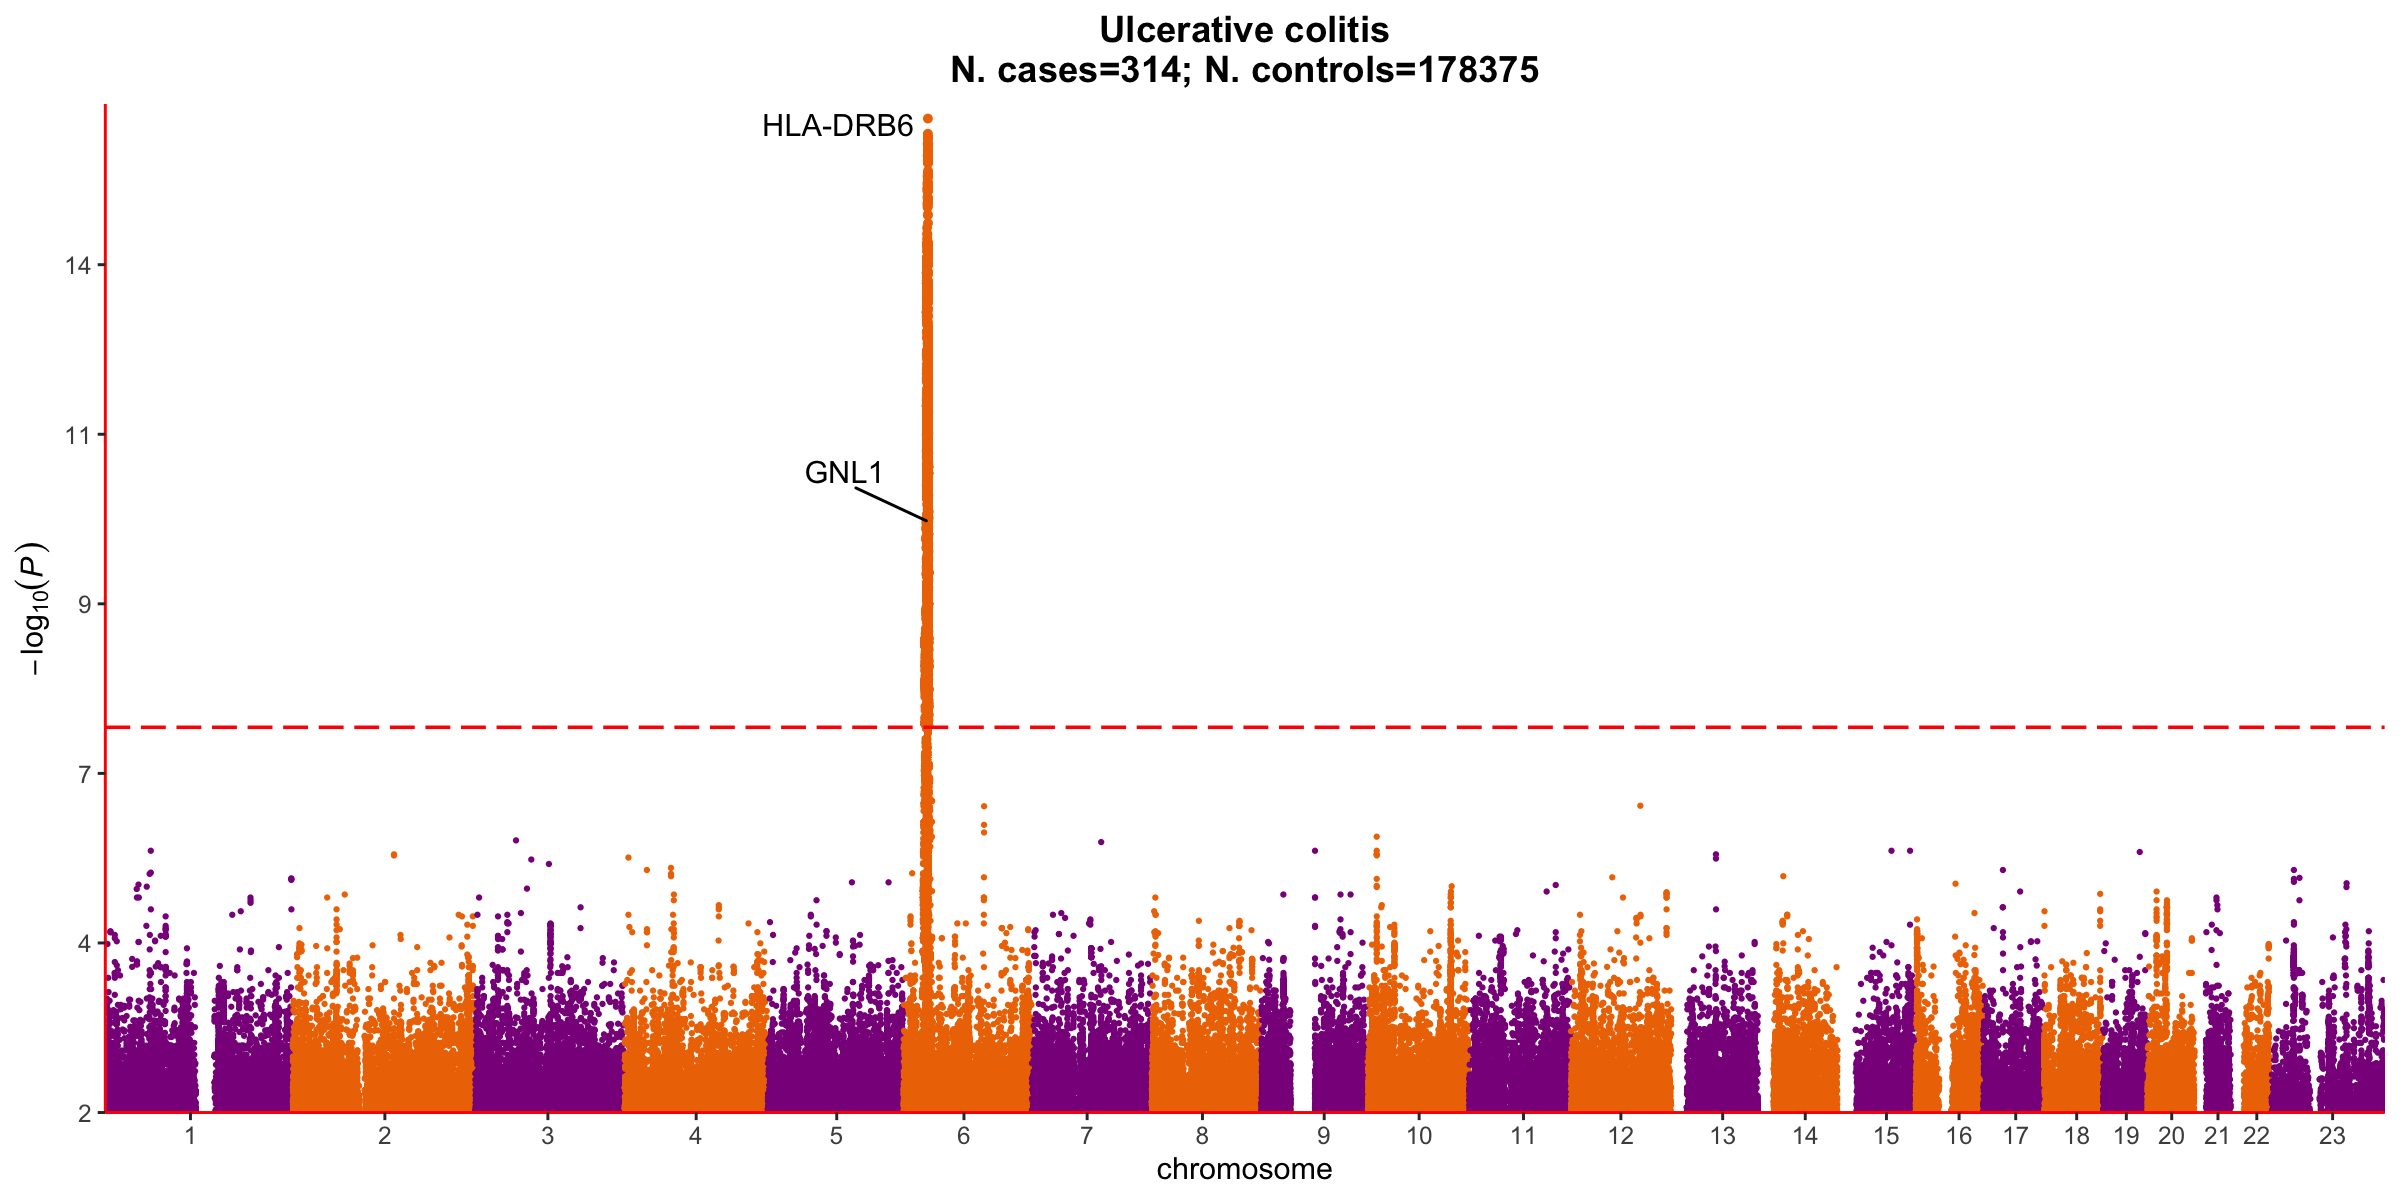 Ulcerative colitis
N. cases=314; N. controls=178375
HLA-DRB6
GNL1
14
11
9
7
4
2
−log10(P)
1 2 3 4 5 6 7 8 9 10 11 12 13 14 15 16 17 18 19 20 21 22 23
chromosome